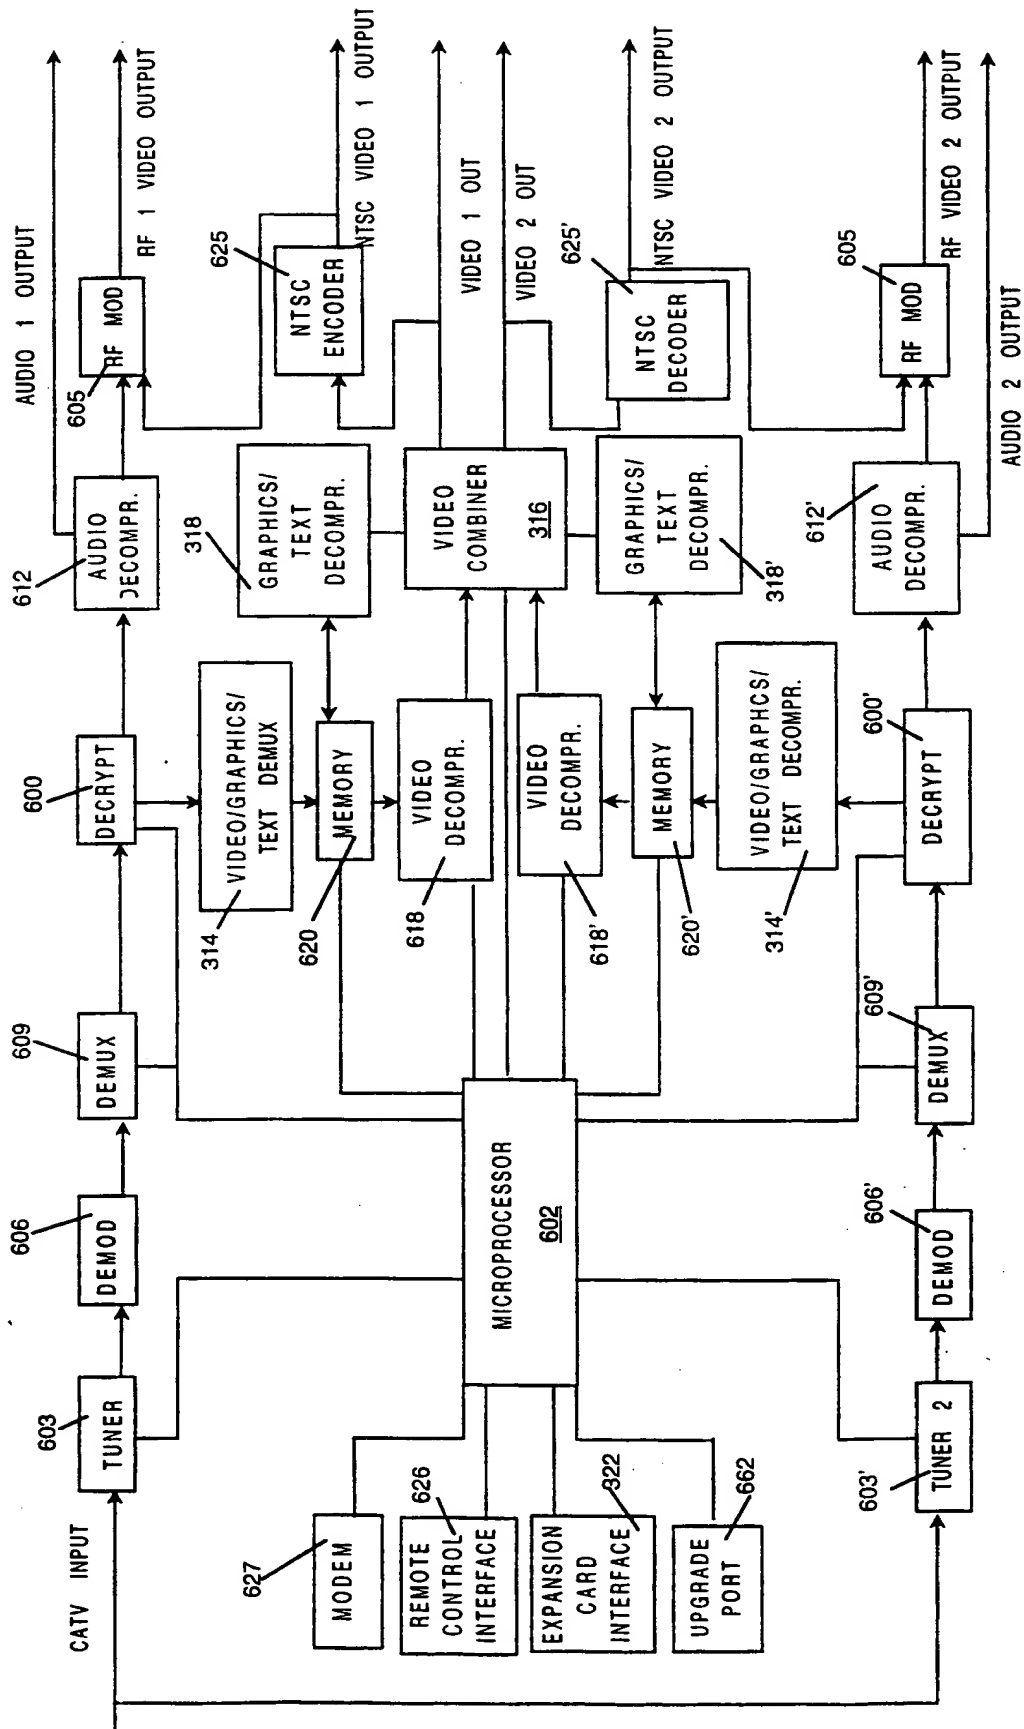 CATV INPUT
603
TUNER
606
DEMOD
609
DEMUX
600
DECRYPT
612
AUDIO
DECOMPR.
605
RF MOD
AUDIO 1 OUTPUT
RF 1 VIDEO OUTPUT
314
VIDEO/GRAPHICS/
TEXT DEMUX
318
GRAPHICS/
TEXT
DECOMPR.
625
NTSC
ENCODER
NTSC VIDEO 1 OUTPUT
620
MEMORY
618
VIDEO
DECOMPR.
VIDEO
COMBINER
316
VIDEO 1 OUT
VIDEO 2 OUT
627
MODEM
626
REMOTE
CONTROL
INTERFACE
322
EXPANSION
CARD
INTERFACE
662
UPGRADE
PORT
MICROPROCESSOR
602
618'
VIDEO
DECOMPR.
620'
MEMORY
318'
GRAPHICS/
TEXT
DECOMPR.
625'
NTSC
DECODER
NTSC VIDEO 2 OUTPUT
314'
VIDEO/GRAPHCS/
TEXT DECOMPR.
603'
TUNER 2
606'
DEMOD
609'
DEMUX
600'
DECRYPT
612'
AUDIO
DECOMPR.
605
RF MOD
RF VIDEO 2 OUTPUT
AUDIO 2 OUTPUT